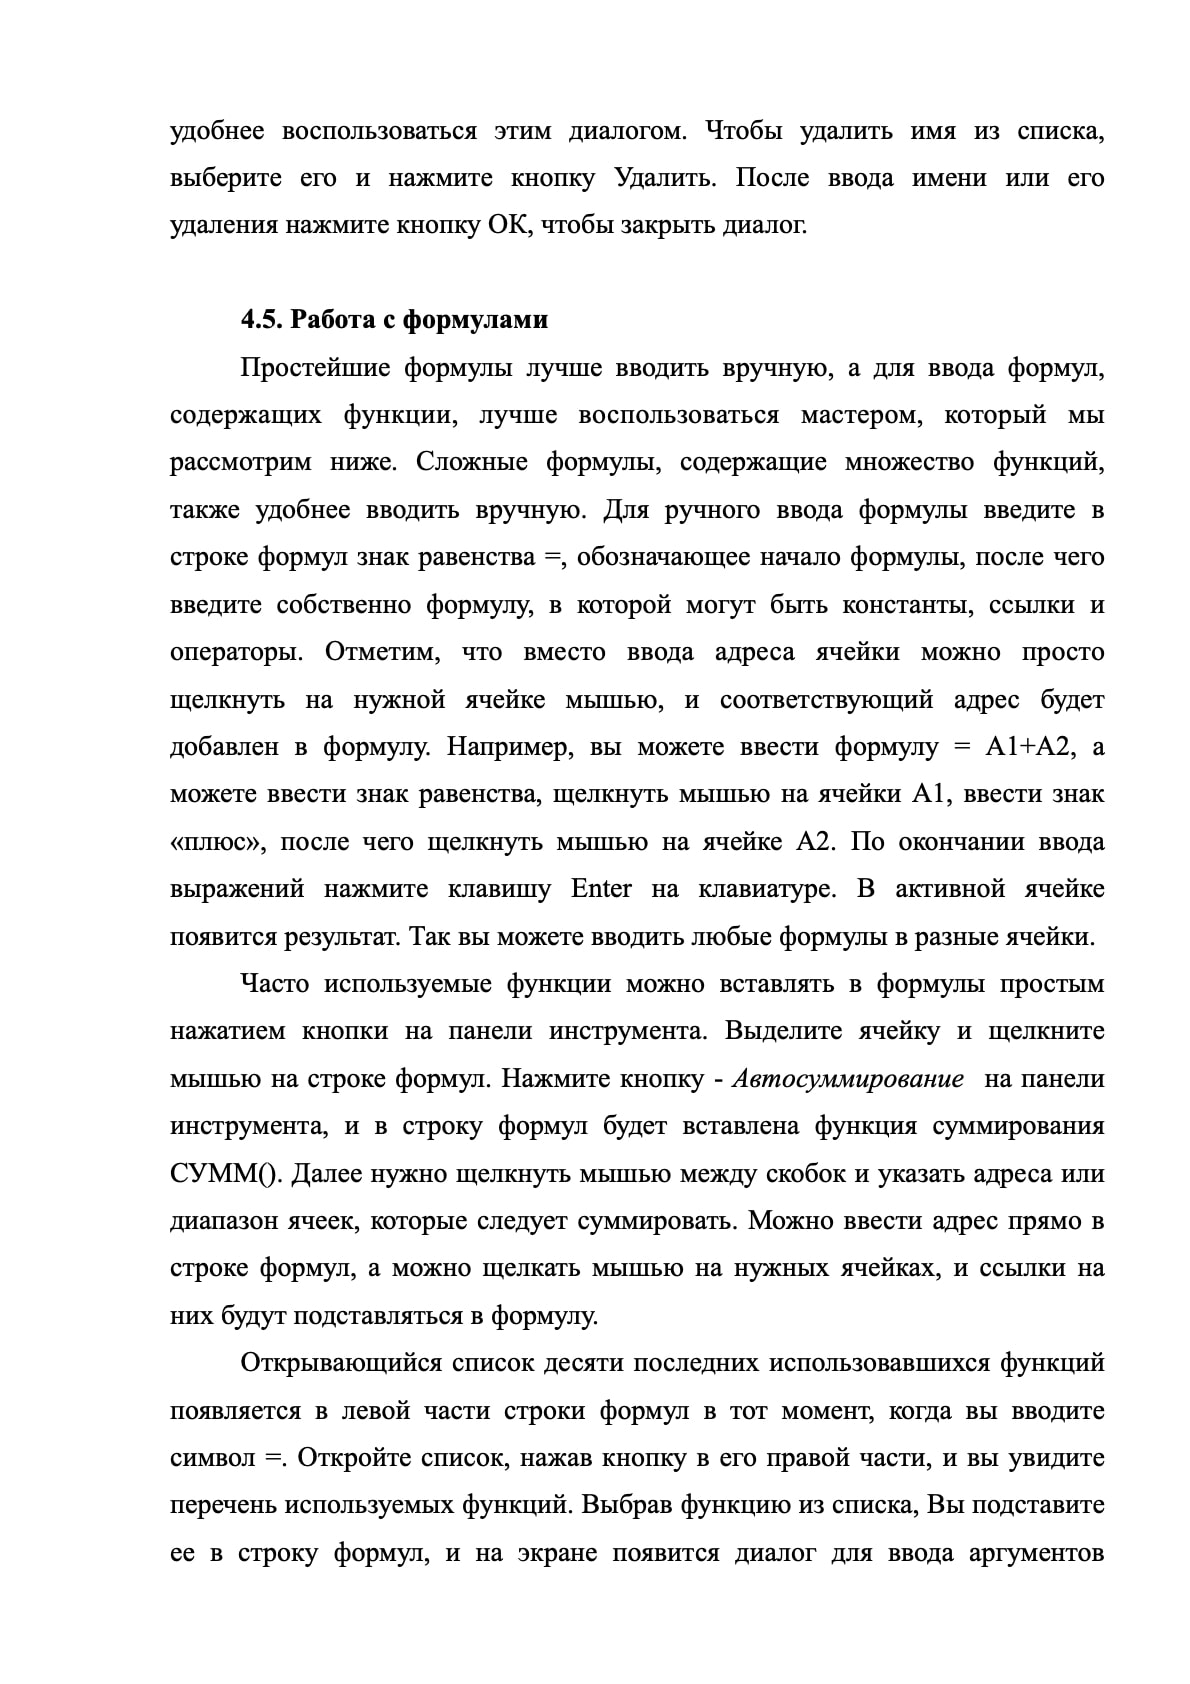 удобнее воспользоваться этим диалогом. Чтобы удалить имя из списка,
выберите его и нажмите кнопку Удалить. После ввода имени или его
удаления нажмите кнопку ОК, чтобы закрыть диалог.
4.5. Работа с формулами
Простейшие формулы лучше вводить вручную, а для ввода формул,
содержащих функции, лучше воспользоваться мастером, который мы
рассмотрим ниже. Сложные формулы, содержащие множество функций,
также удобнее вводить вручную. Для ручного ввода формулы введите в
строке формул знак равенства =, обозначающее начало формулы, после чего
введите собственно формулу, в которой могут быть константы, ссылки и
операторы. Отметим, что вместо ввода адреса ячейки можно просто
щелкнуть на нужной ячейке мышью, и соответствующий адрес будет
добавлен в формулу. Например, вы можете ввести формулу = А1+А2, а
можете ввести знак равенства, щелкнуть мышью на ячейки А1, ввести знак
«плюс», после чего щелкнуть мышью на ячейке А2. По окончании ввода
выражений нажмите клавишу Enter на клавиатуре. В активной ячейке
появится результат. Так вы можете вводить любые формулы в разные ячейки.
Часто используемые функции можно вставлять в формулы простым
нажатием кнопки на панели инструмента. Выделите ячейку и щелкните
мышью на строке формул. Нажмите кнопку - Автосуммирование на панели
инструмента, и в строку формул будет вставлена функция суммирования
СУММ(). Далее нужно щелкнуть мышью между скобок и указать адреса или
диапазон ячеек, которые следует суммировать. Можно ввести адрес прямо в
строке формул, а можно щелкать мышью на нужных ячейках, и ссылки на
них будут подставляться в формулу.
Открывающийся список десяти последних использовавшихся функций
появляется в левой части строки формул в тот момент, когда вы вводите
символ =. Откройте список, нажав кнопку в его правой части, и вы увидите
перечень используемых функций. Выбрав функцию из списка, Вы подставите
ее в строку формул, и на экране появится диалог для ввода аргументов